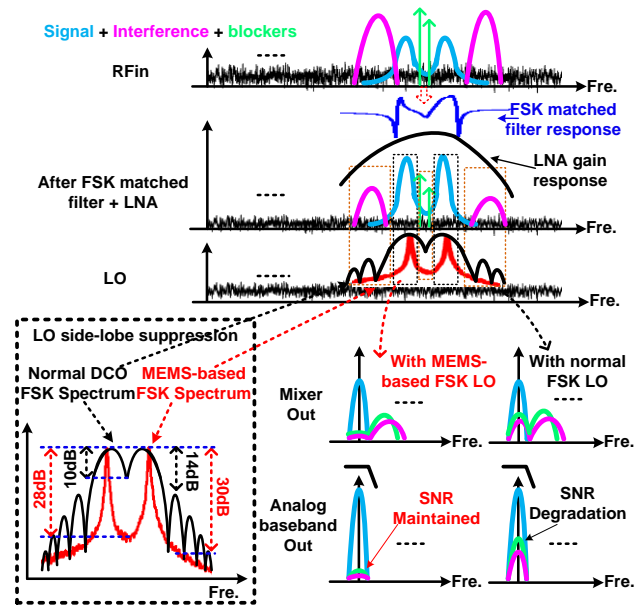 Signal + Interference + blockers
RFin
Fre.
FSK matched
filter response
LNA gain
response
After FSK matched
filter + LNA
Fre.
LO
Fre.
LO side-lobe suppression
Normal DCO
FSK Spectrum
MEMS-based
FSK Spectrum
28dB
10dB
14dB
30dB
Fre.
With MEMS-
based FSK LO
With normal
FSK LO
Mixer
Out
Fre.
Fre.
Analog
baseband
Out
SNR
Maintained
SNR
Degradation
Fre.
Fre.